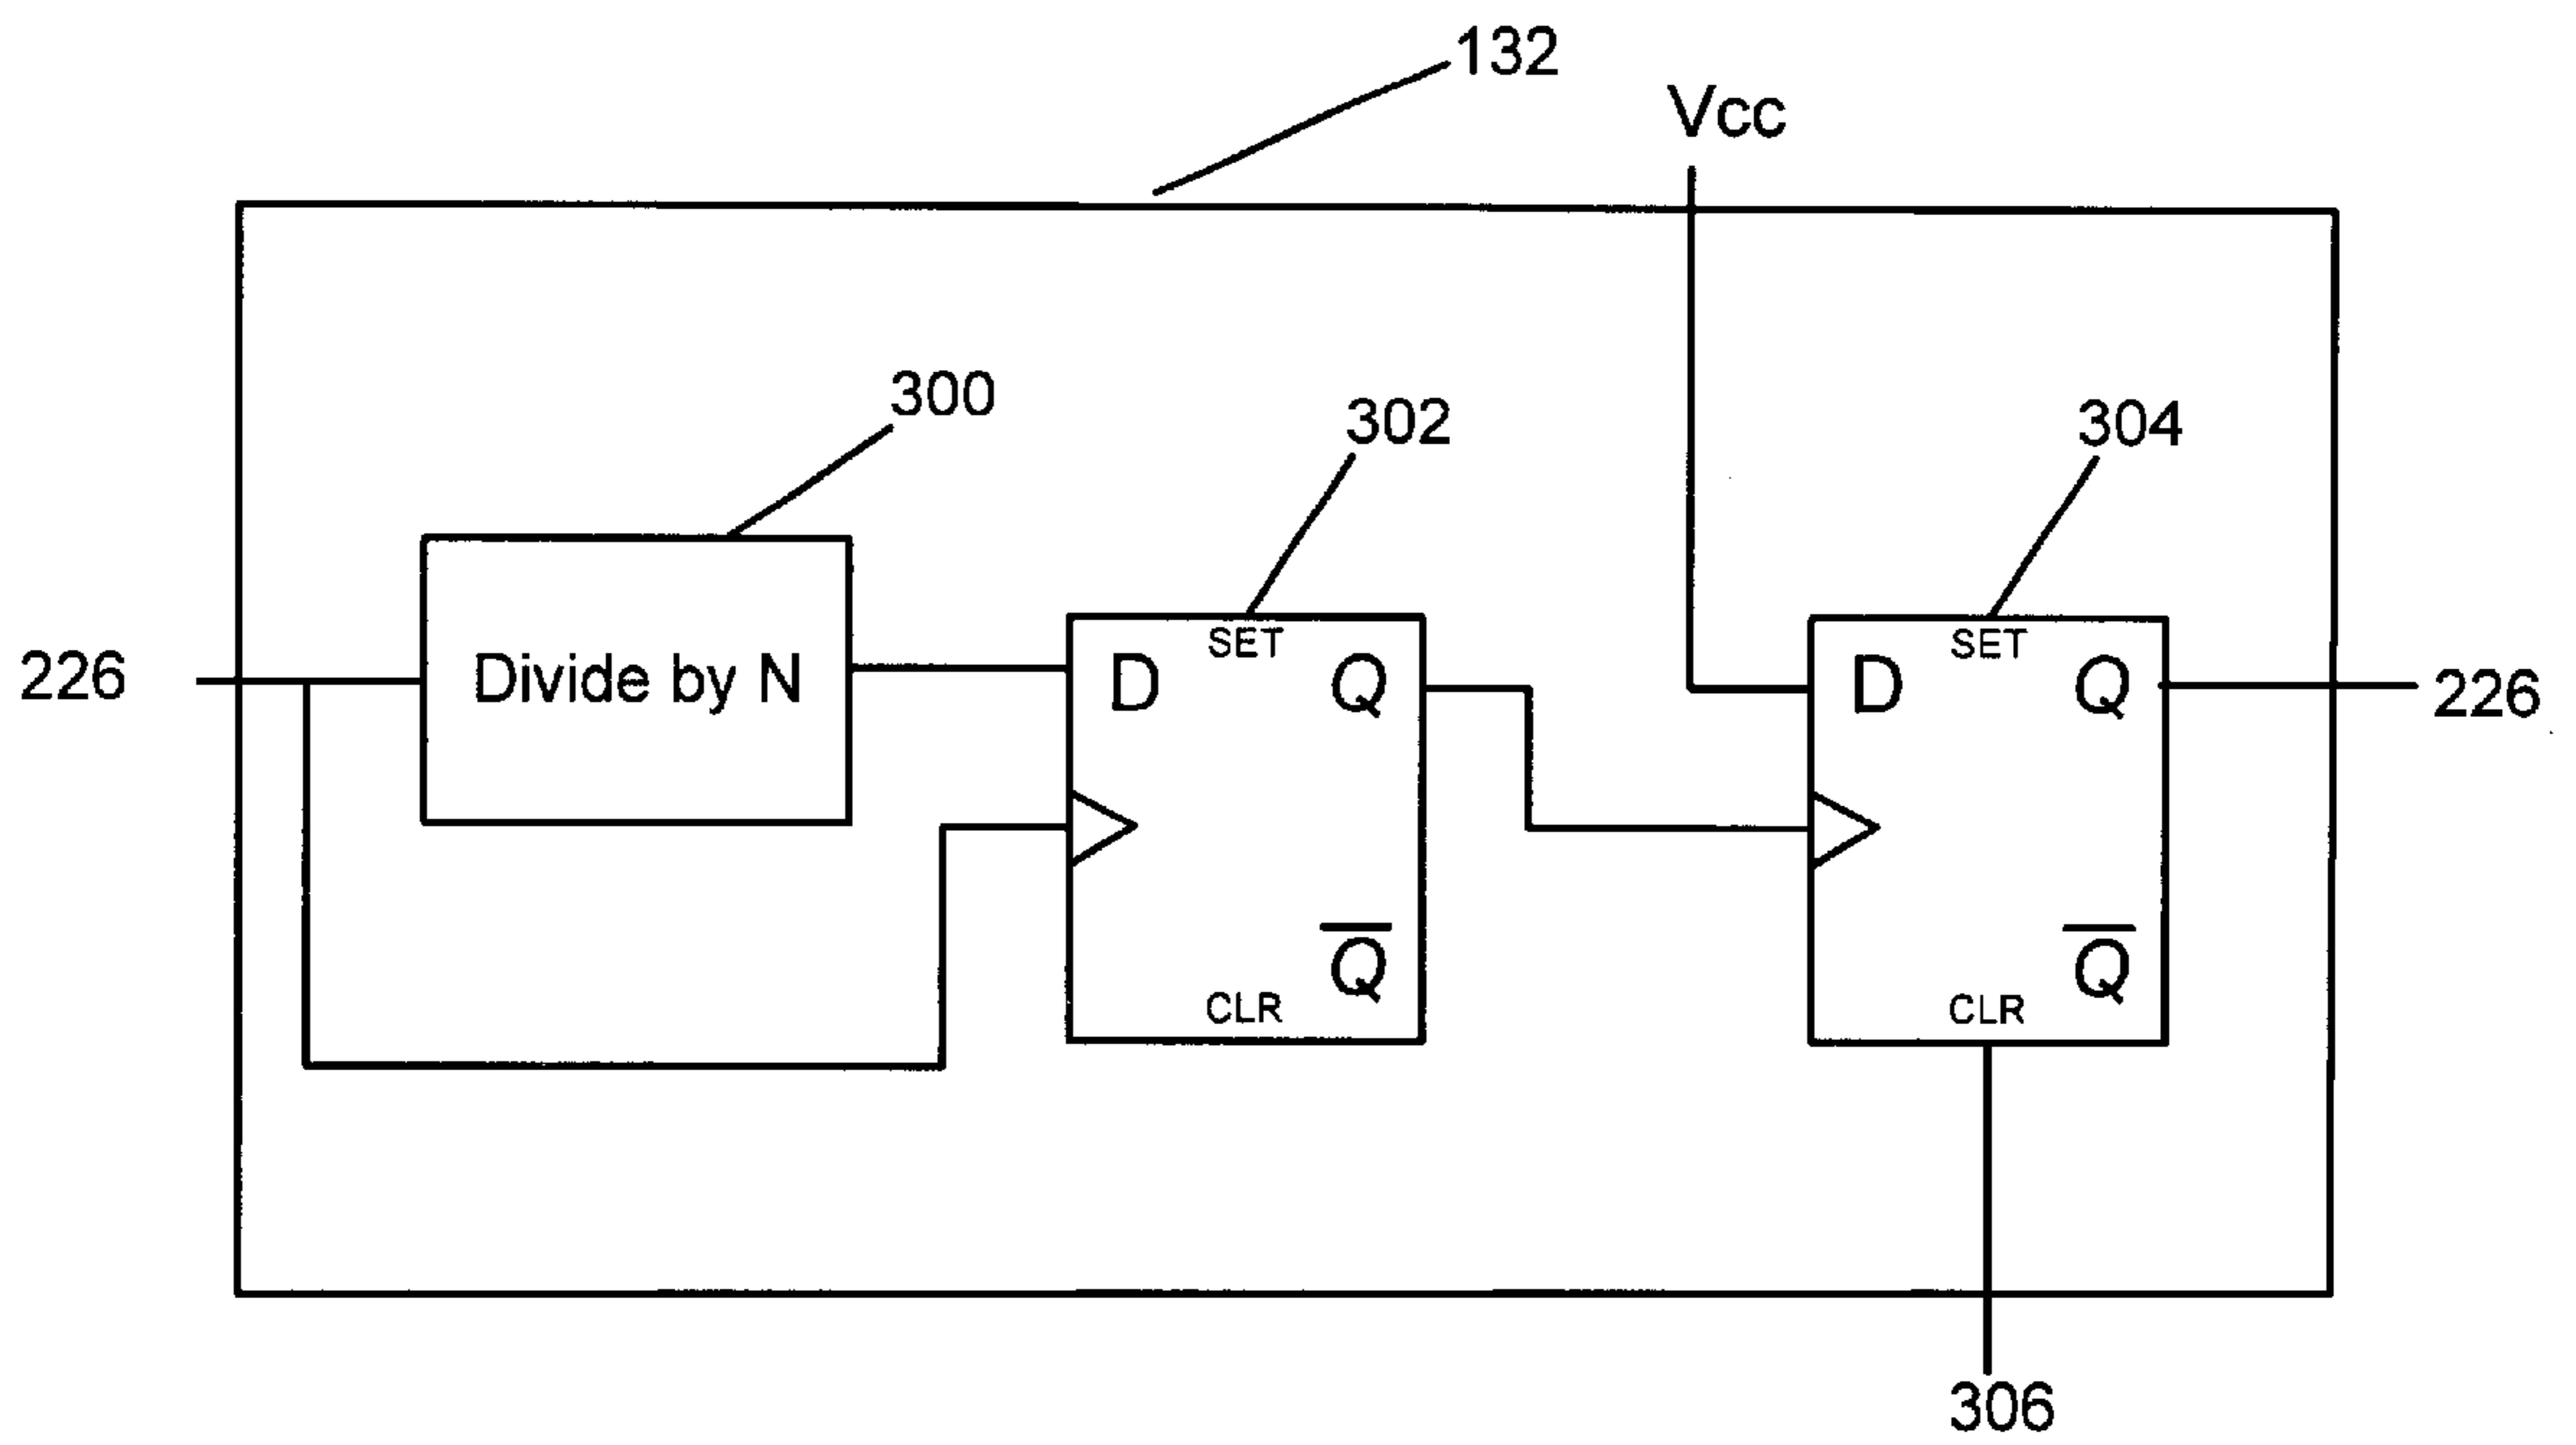 132
Vcc
300
302
304
226
Divide by N
D
SET
Q
Q
CLR
D
SET
Q
Q
CLR
226
306